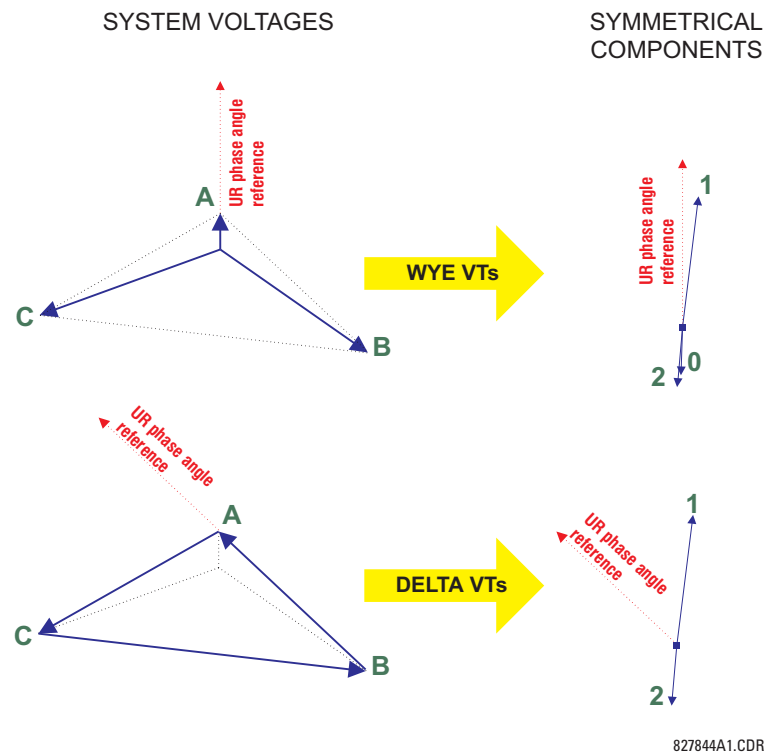 SYSTEM VOLTAGES
SYMMETRICAL
COMPONENTS
UR phase angle
reference
A
C
B
WYE VTs
UR phase angle
reference
1
2
0
UR phase angle
reference
A
C
B
DELTA VTs
UR phase angle
reference
1
2
827844A1.CDR